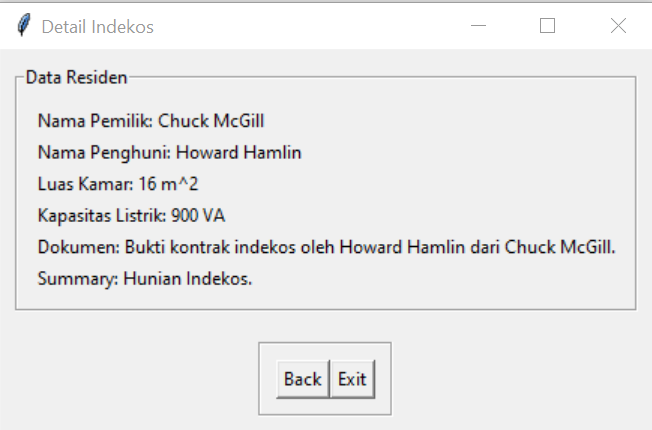 Detail Indekos
Data Residen
Nama Pemilik: Chuck McGill
Nama Penghuni: Howard Hamlin
Luas Kamar: 16 m^2
Kapasitas Listrik: 900 VA
Dokumen: Bukti kontrak indekos oleh Howard Hamlin dari Chuck McGill.
Summary: Hunian Indekos.
Back Exit